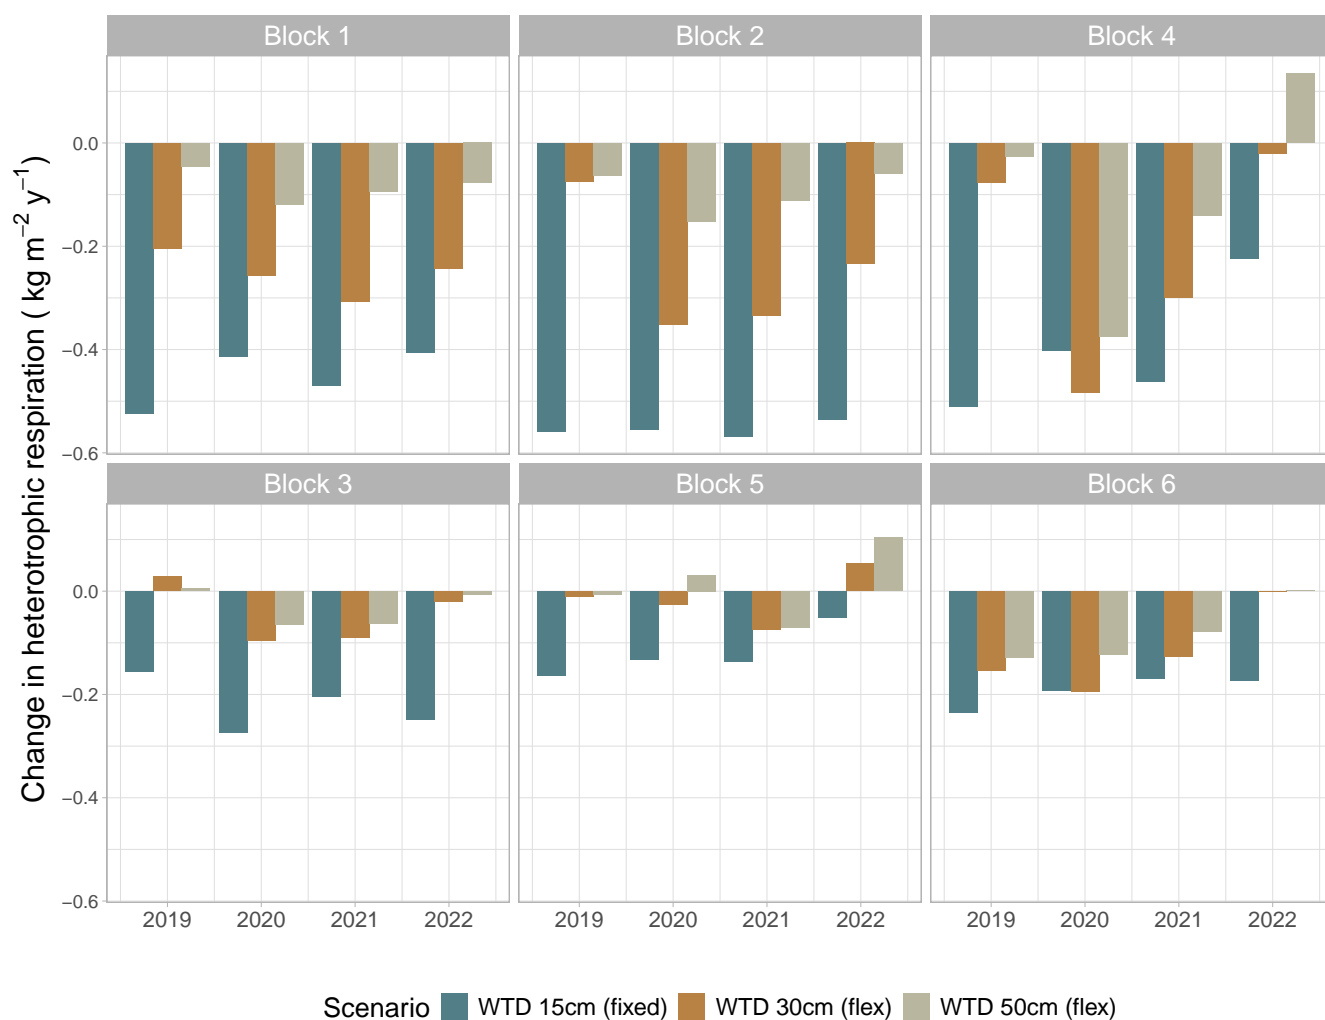 Block 1
Block 2
Block 4
0.0
−0.2
−0.4
−0.6
Block 3
Block 5
Block 6
0.0
−0.2
−0.4
−0.6
2019 2020 2021 2022
2019 2020 2021 2022
2019 2020 2021 2022
Change in heterotrophic respiration ( kg m⁻² y⁻¹)
Scenario WTD 15cm (fixed) WTD 30cm (flex) WTD 50cm (flex)